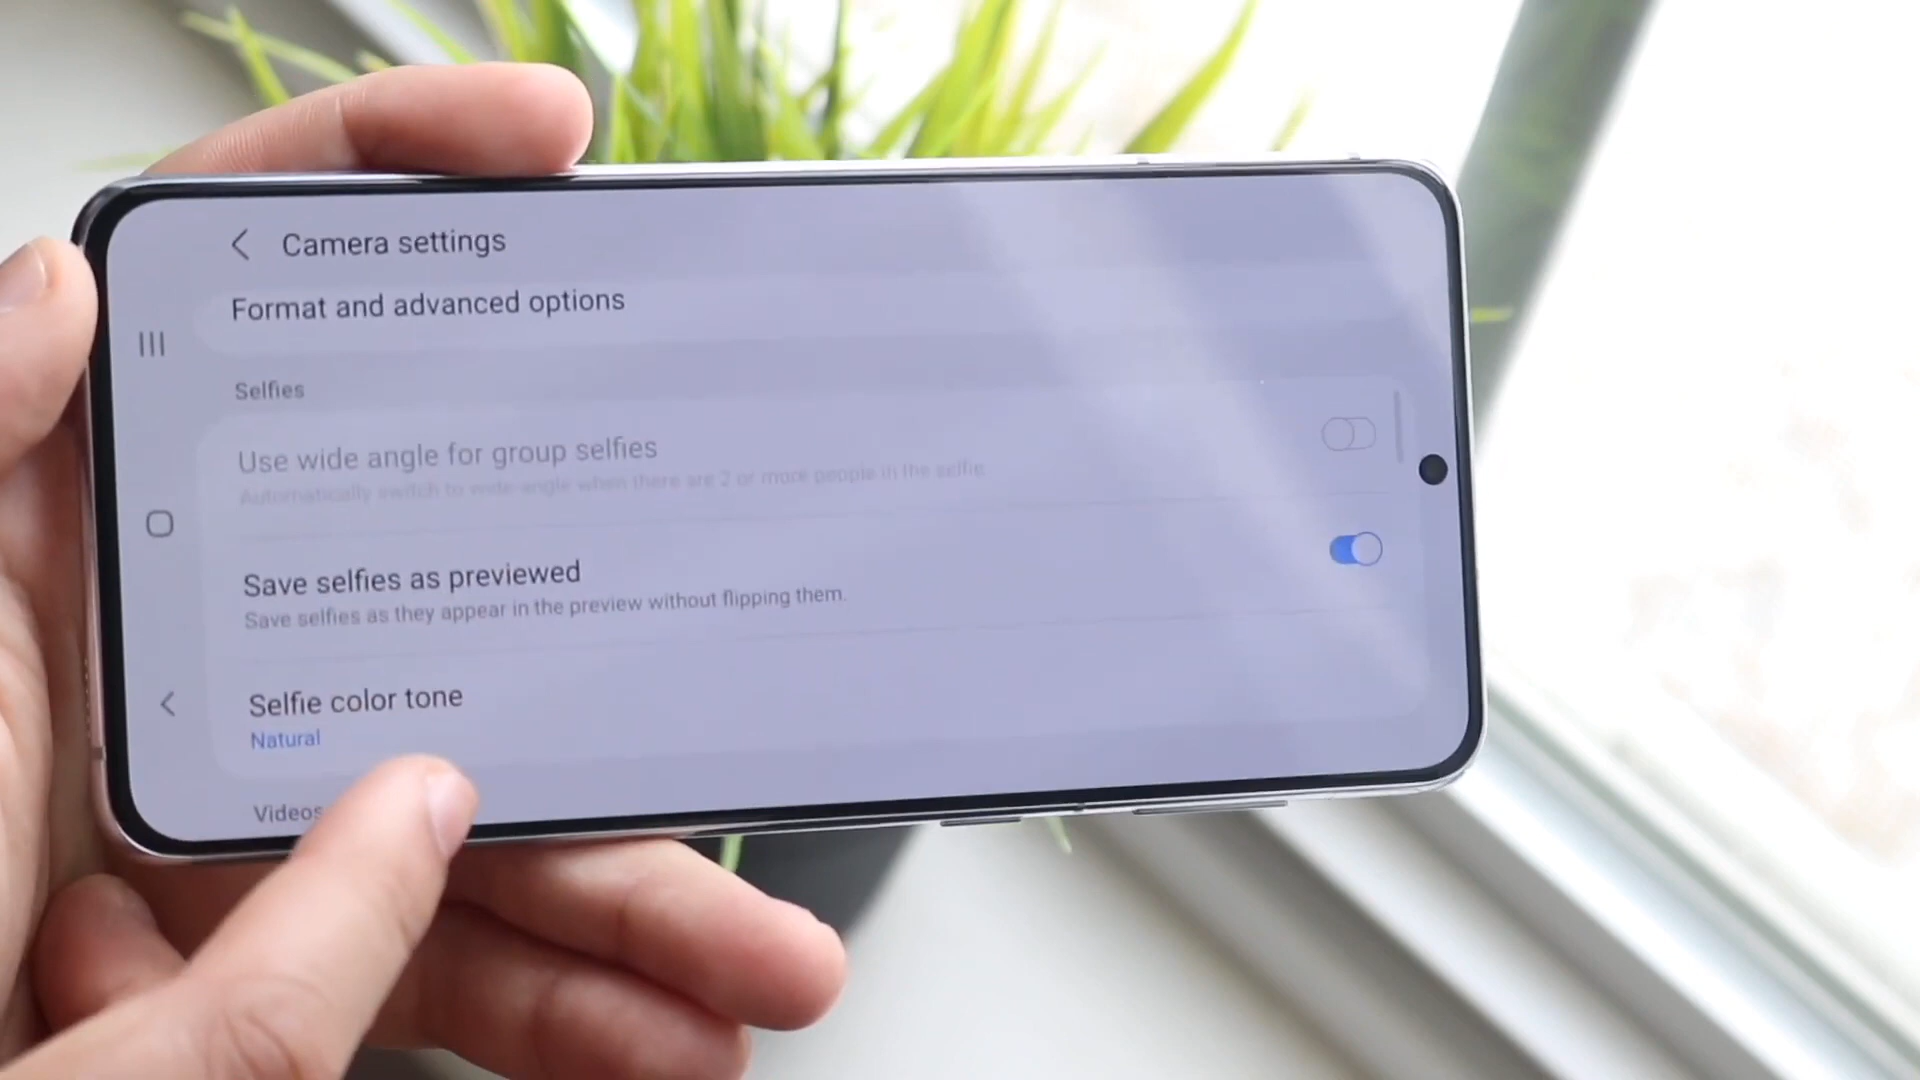 Camera settings
Format and advanced options
Selfies
Use wide angle for group selfies
Automatically switch to wide-angle when there are 2 or more people in the selfie.
Save selfies as previewed
Save selfies as they appear in the preview without flipping them.
Selfie color tone
Natural
Videos